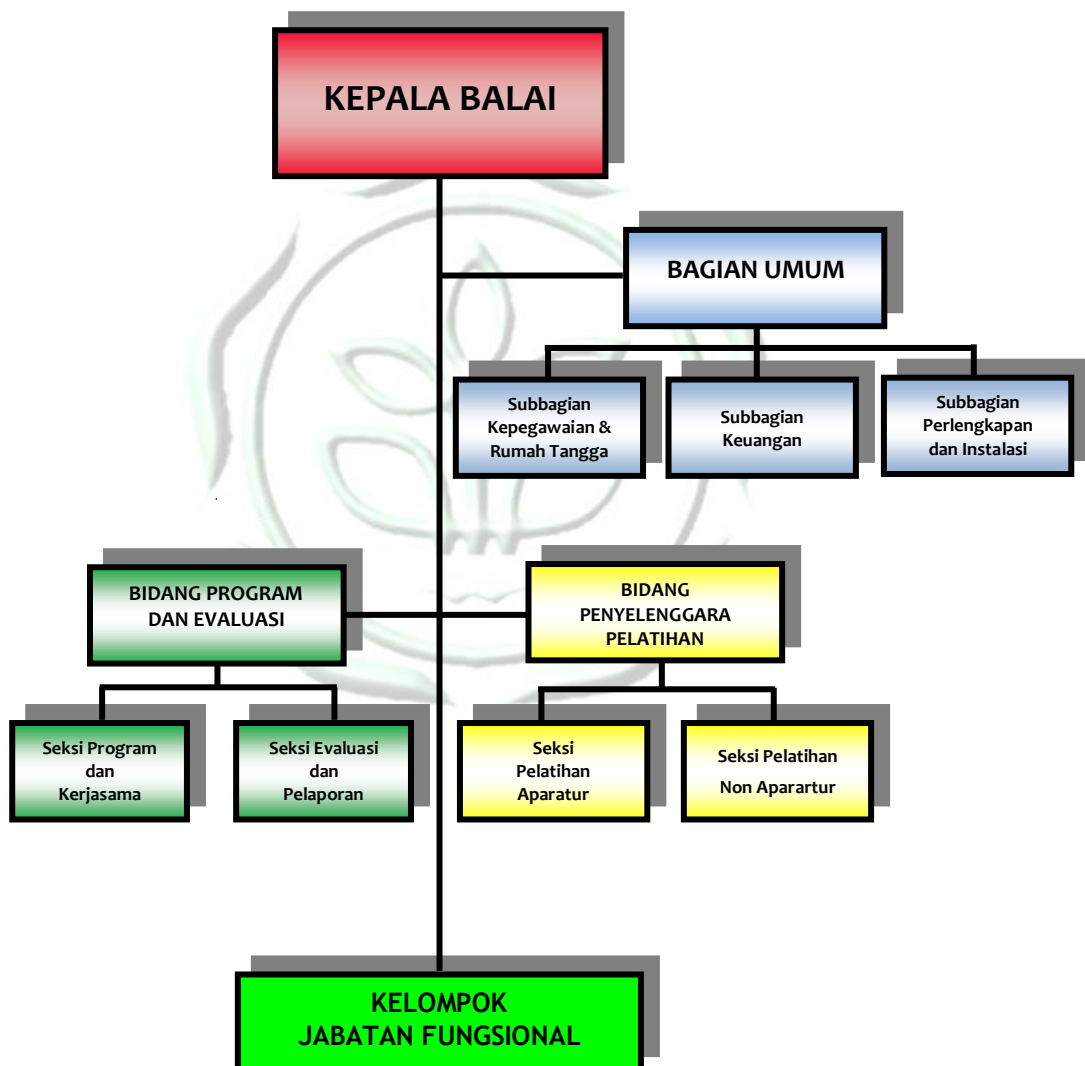 KEPALA BALAI
BAGIAN UMUM
Subbagian
Kepegawaian &
Rumah Tangga
Subbagian
Keuangan
Subbagian
Perlengkapan
dan Instalasi
BIDANG PROGRAM
DAN EVALUASI
BIDANG
PENYELENGGARA
PELATIHAN
Seksi Program
dan
Kerjasama
Seksi Evaluasi
dan
Pelaporan
Seksi
Pelatihan
Aparatur
Seksi Pelatihan
Non Aparartur
KELOMPOK
JABATAN FUNGSIONAL